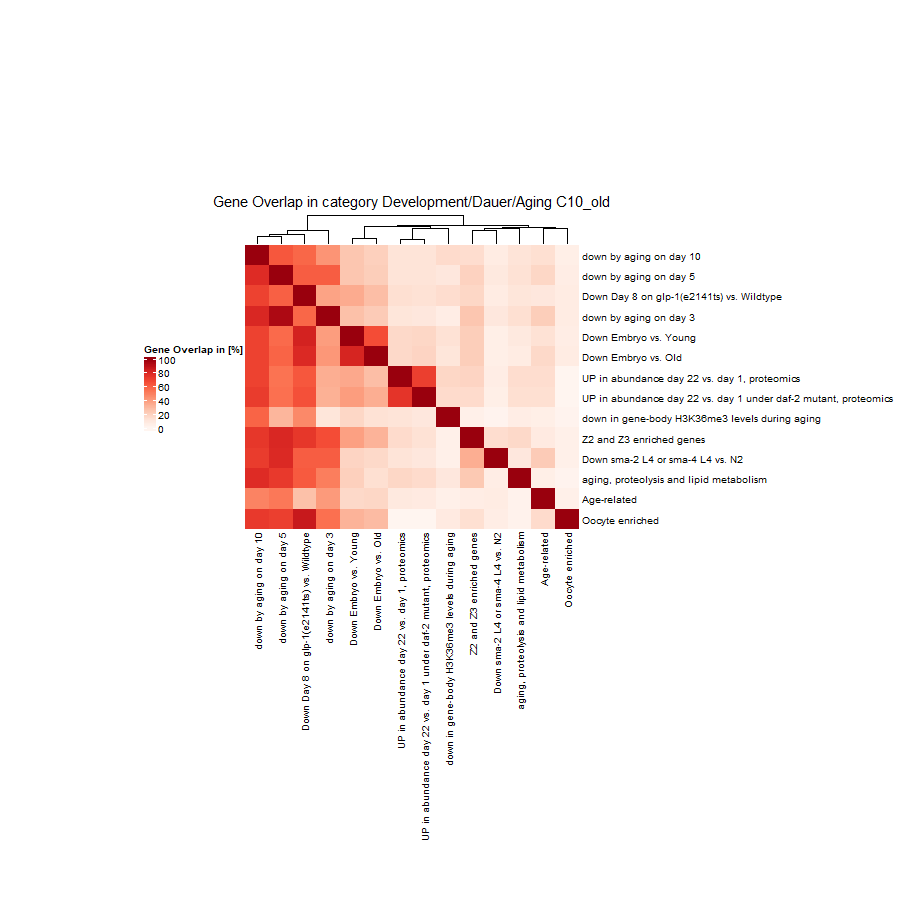 Gene Overlap in category Development/Dauer/Aging C10_old
down by aging on day 10
down by aging on day 5
Down Day 8 on glp-1(e2141ts) vs. Wildtype
down by aging on day 3
Down Embryo vs. Young
Down Embryo vs. Old
UP in abundance day 22 vs. day 1, proteomics
UP in abundance day 22 vs. day 1 under daf-2 mutant, proteomics
down in gene-body H3K36me3 levels during aging
Z2 and Z3 enriched genes
Down sma-2 L4 or sma-4 L4 vs. N2
aging, proteolysis and lipid metabolism
Age-related
Oocyte enriched
Gene Overlap in [%]
100
80
60
40
20
0
down by aging on day 10
down by aging on day 5
Down Day 8 on glp-1(e2141ts) vs. Wildtype
down by aging on day 3
Down Embryo vs. Young
Down Embryo vs. Old
UP in abundance day 22 vs. day 1, proteomics
UP in abundance day 22 vs. day 1 under daf-2 mutant, proteomics
down in gene-body H3K36me3 levels during aging
Z2 and Z3 enriched genes
Down sma-2 L4 or sma-4 L4 vs. N2
aging, proteolysis and lipid metabolism
Age-related
Oocyte enriched